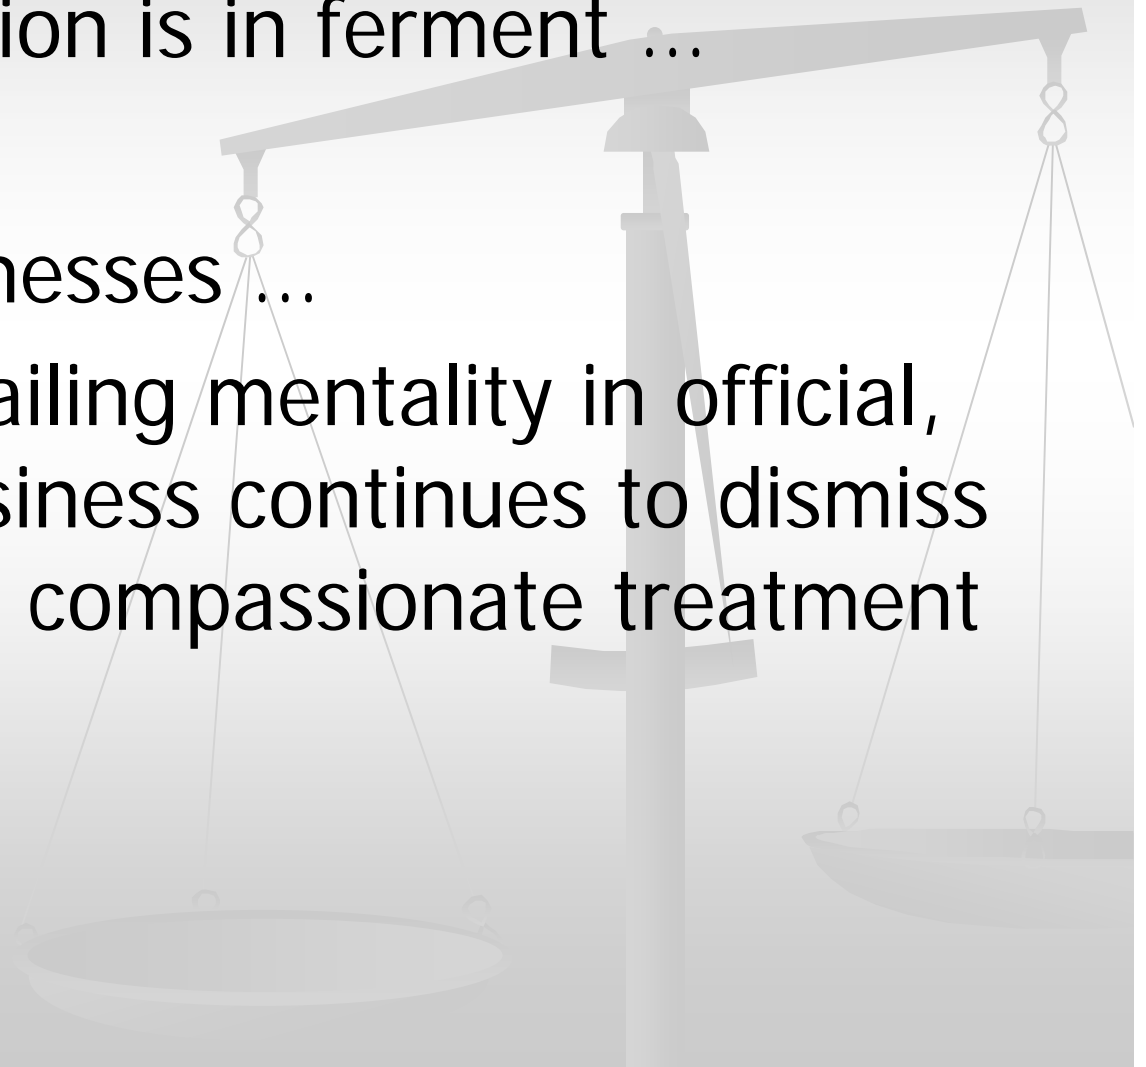 ion is in ferment ...
nesses ...
ailing mentality in official,
siness continues to dismiss
compassionate treatment